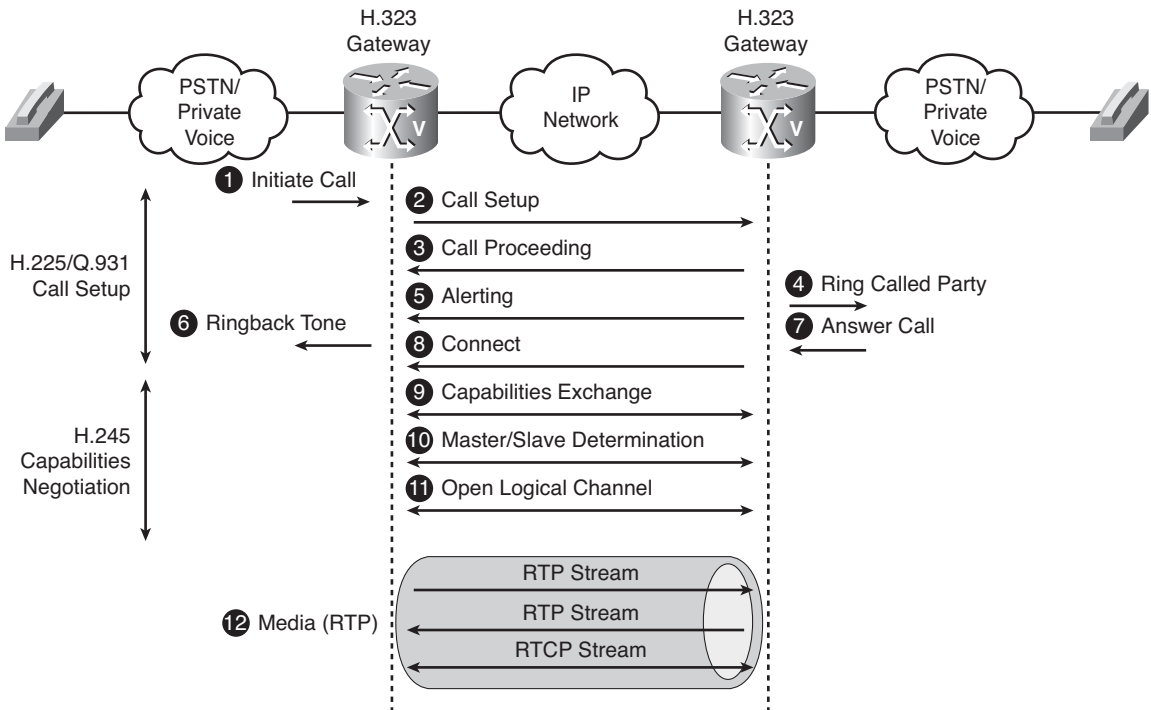 H.323
Gateway
H.323
Gateway
PSTN/
Private
Voice
V
IP
Network
V
PSTN/
Private
Voice
1 Initiate Call
2 Call Setup
3 Call Proceeding
H.225/Q.931
Call Setup
4 Ring Called Party
5 Alerting
6 Ringback Tone
7 Answer Call
8 Connect
9 Capabilities Exchange
H.245
Capabilities
Negotiation
10 Master/Slave Determination
11 Open Logical Channel
RTP Stream
12 Media (RTP)
RTP Stream
RTCP Stream